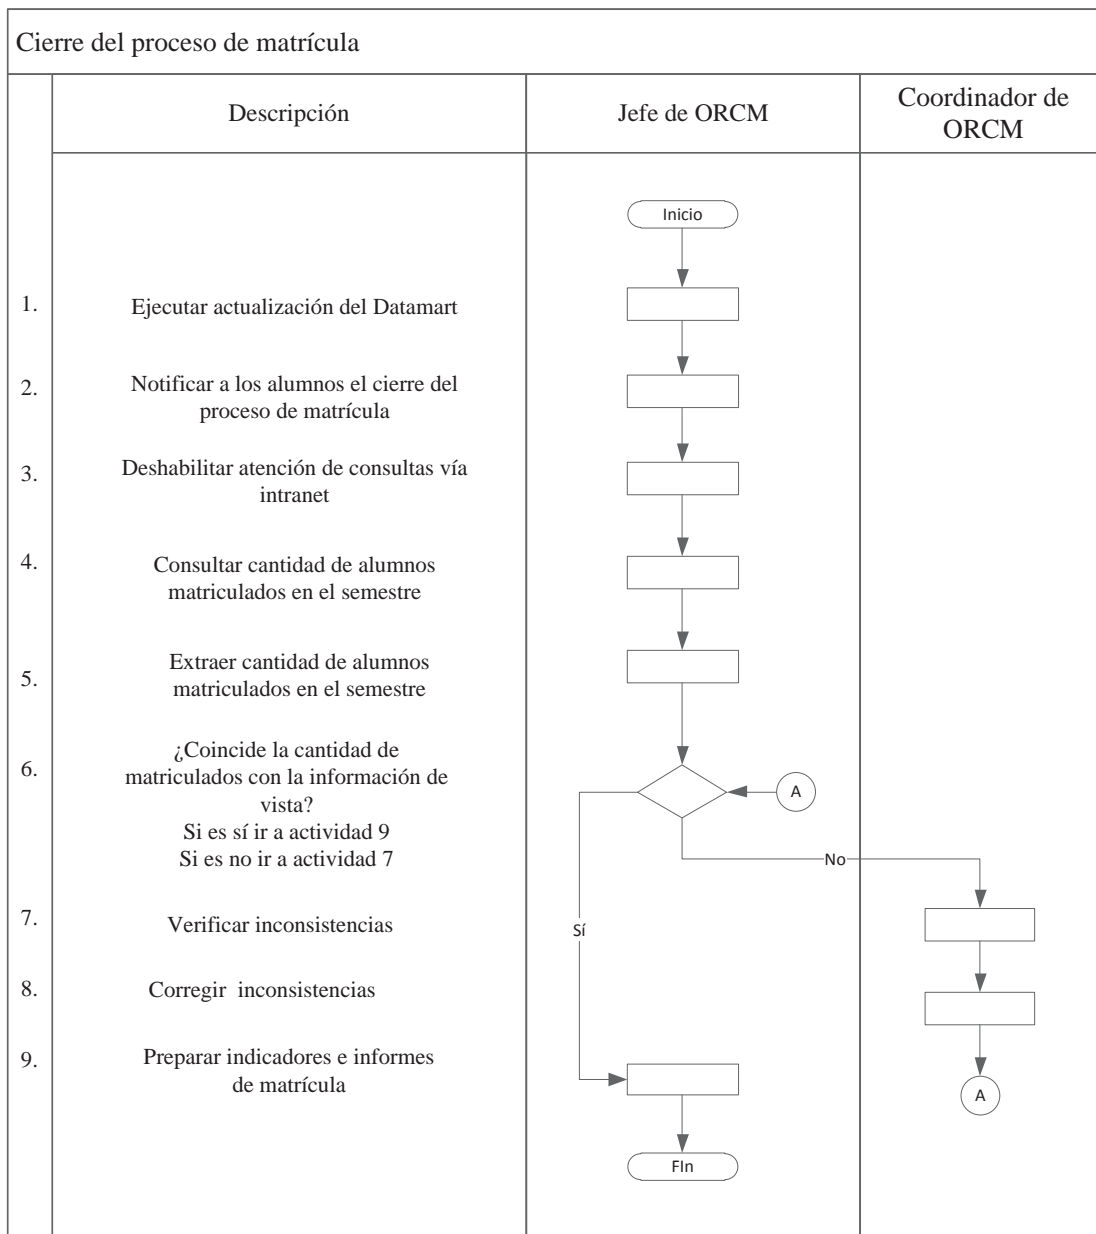 Cierre del proceso de matrícula
Descripción
Jefe de ORCM
Coordinador de
ORCM
Inicio
1.
Ejecutar actualización del Datamart
2.
Notificar a los alumnos el cierre del
proceso de matrícula
3.
Deshabilitar atención de consultas vía
intranet
4.
Consultar cantidad de alumnos
matriculados en el semestre
5.
Extraer cantidad de alumnos
matriculados en el semestre
6.
¿Coincide la cantidad de
matriculados con la información de
vista?
Si es sí ir a actividad 9
Si es no ir a actividad 7
A
No
Sí
7.
Verificar inconsistencias
8.
Corregir  inconsistencias
9.
Preparar indicadores e informes
de matrícula
A
FIn